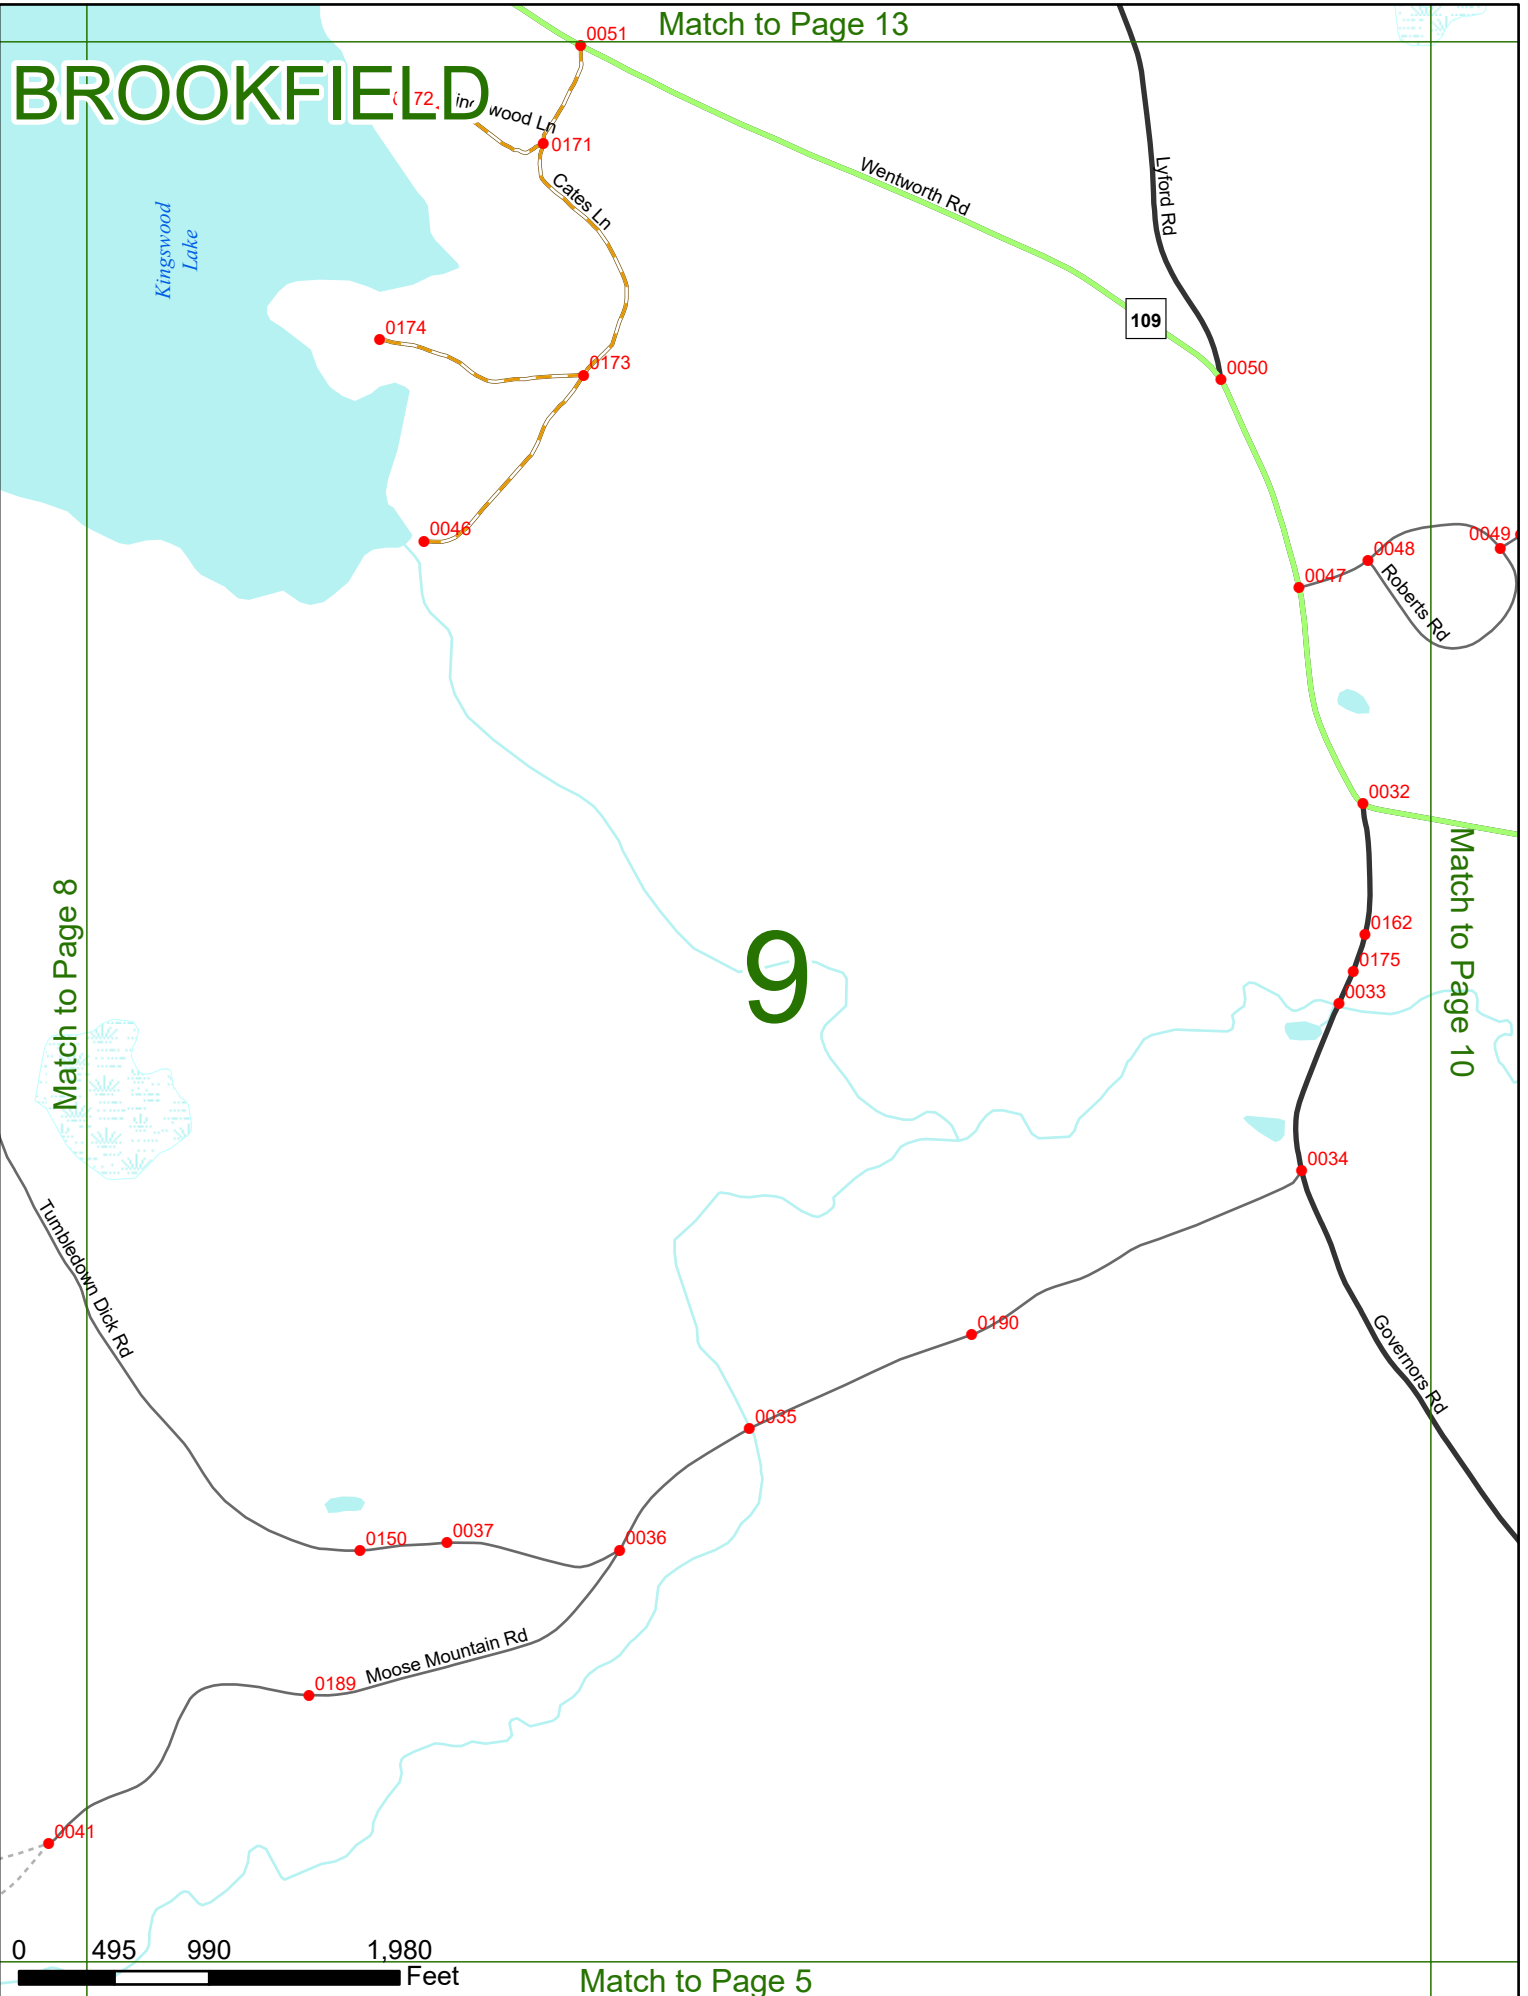 Match to Page 13
0051
BROOKFIELD
wood Ln
0171
Cates Ln
Wentworth Rd
Lyford Rd
Kingswood
Lake
109
0174
0173
0050
0046
0049
0048
0047
Roberts Rd
0032
Match to Page 8
Match to Page 10
9
0162
0175
0033
0034
Tumbledown Dick Rd
0190
Governors Rd
0035
0150
0037
0036
Moose Mountain Rd
0189
0041
0 495 990 1,980
Feet
Match to Page 5